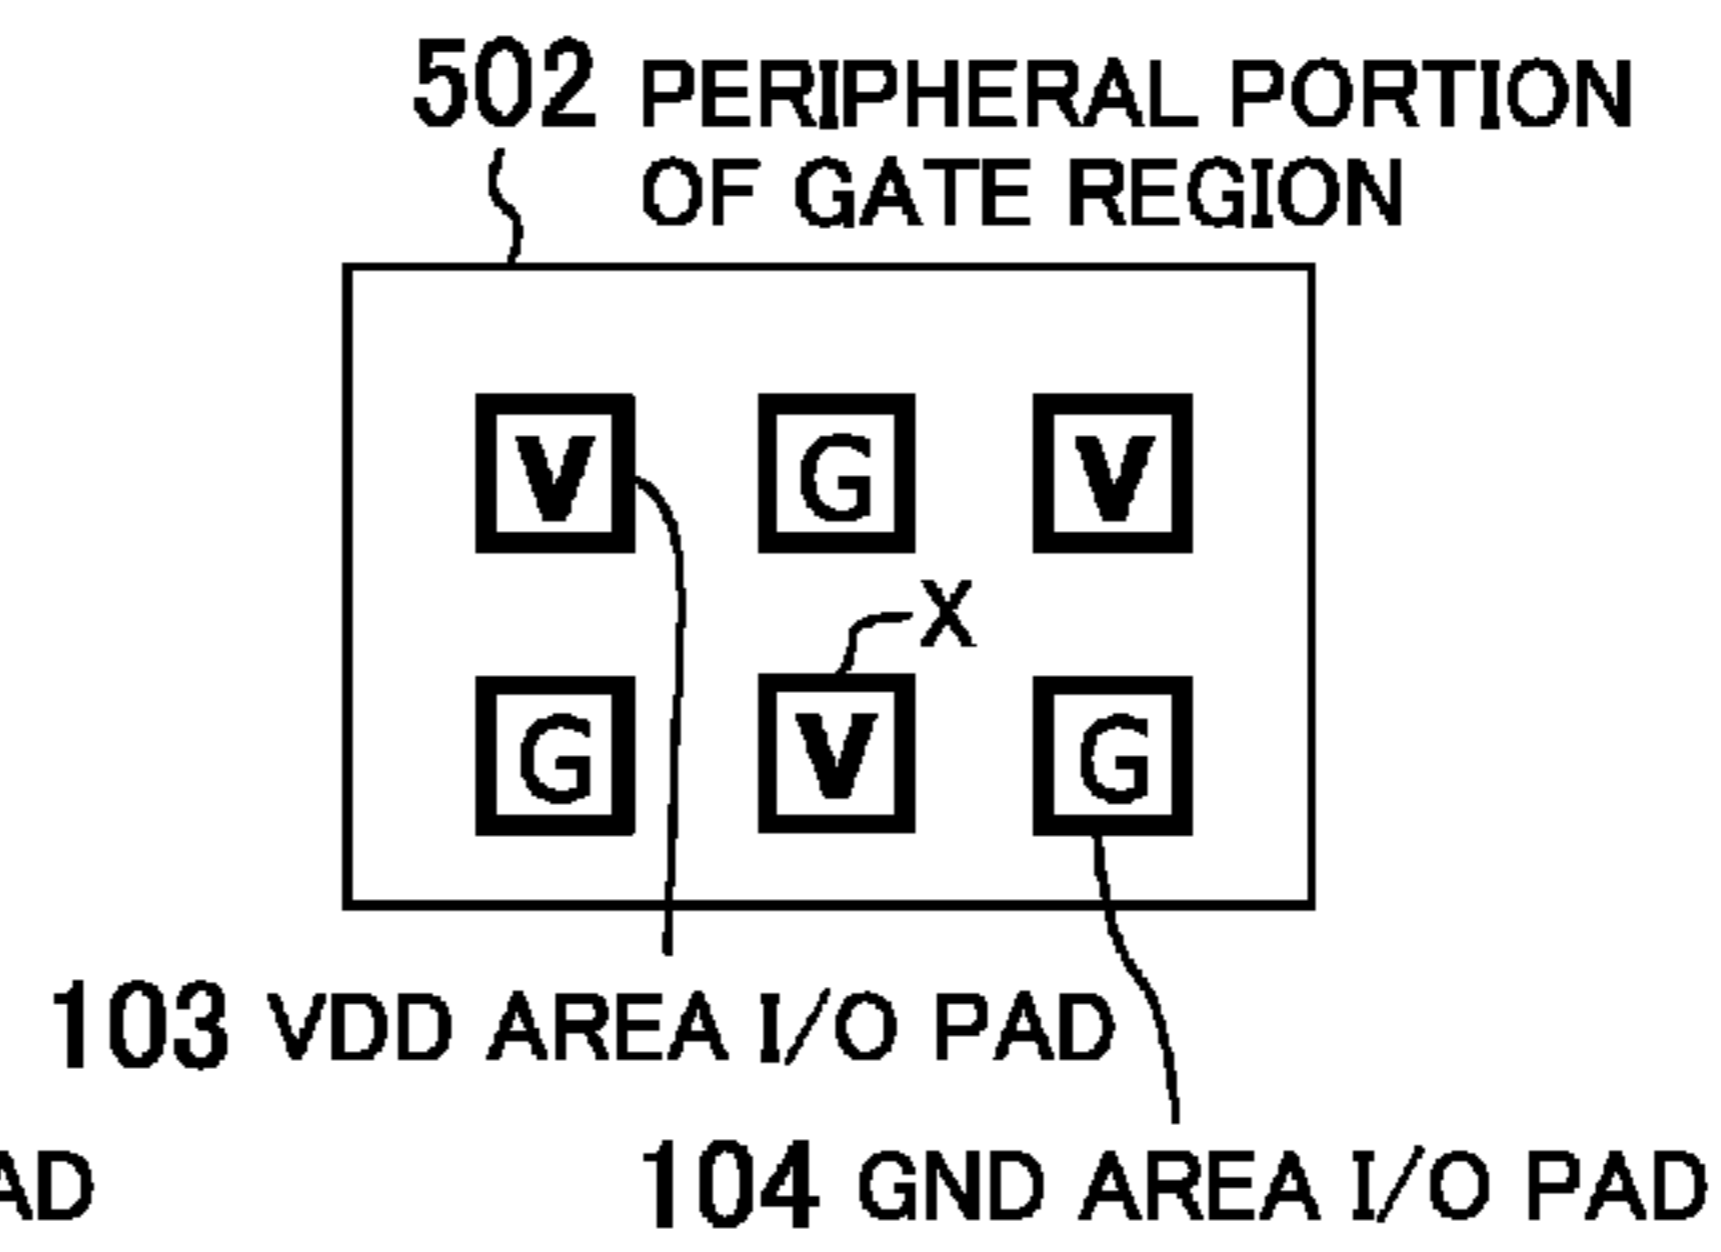 502 PERIPHERAL PORTION
OF GATE REGION
V G V
X
G V G
103 VDD AREA I/O PAD
AD
104 GND AREA I/O PAD